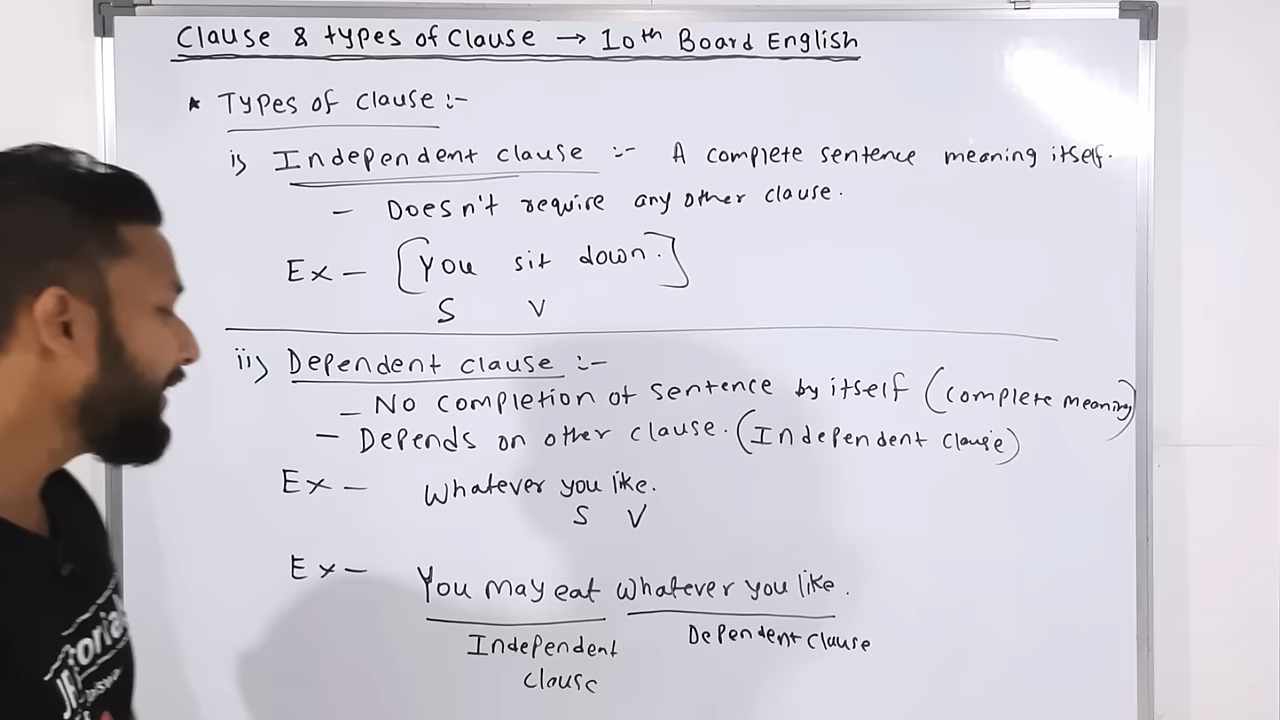 Clause & types of Clause → 10th Board English
* Types of clause :-
i) Independent clause :- A complete sentence meaning itself.
- Doesn't require any other clause.
Ex - [You sit down.]
S V
ii) Dependent clause :-
- No completion of sentence by itself (complete meaning)
- Depends on other clause. (Independent clause)
Ex - Whatever you like.
S V
Ex - You may eat whatever you like.
Independent clause
Dependent clause